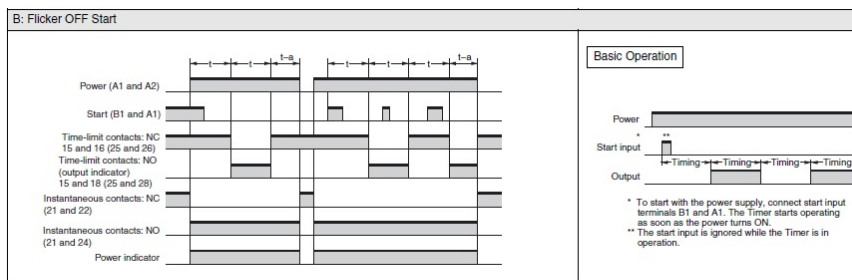 B: Flicker OFF Start
t t t–a t t t t–a
Power (A1 and A2)
Start (B1 and A1)
Time-limit contacts: NC
15 and 16 (25 and 26)
Time-limit contacts: NO
(output indicator)
15 and 18 (25 and 28)
Instantaneous contacts: NC
(21 and 22)
Instantaneous contacts: NO
(21 and 24)
Power indicator
Basic Operation
Power
* **
Start input
Timing Timing Timing Timing
Output
* To start with the power supply, connect start input
terminals B1 and A1. The Timer starts operating
as soon as the power turns ON.
** The start input is ignored while the Timer is in
operation.